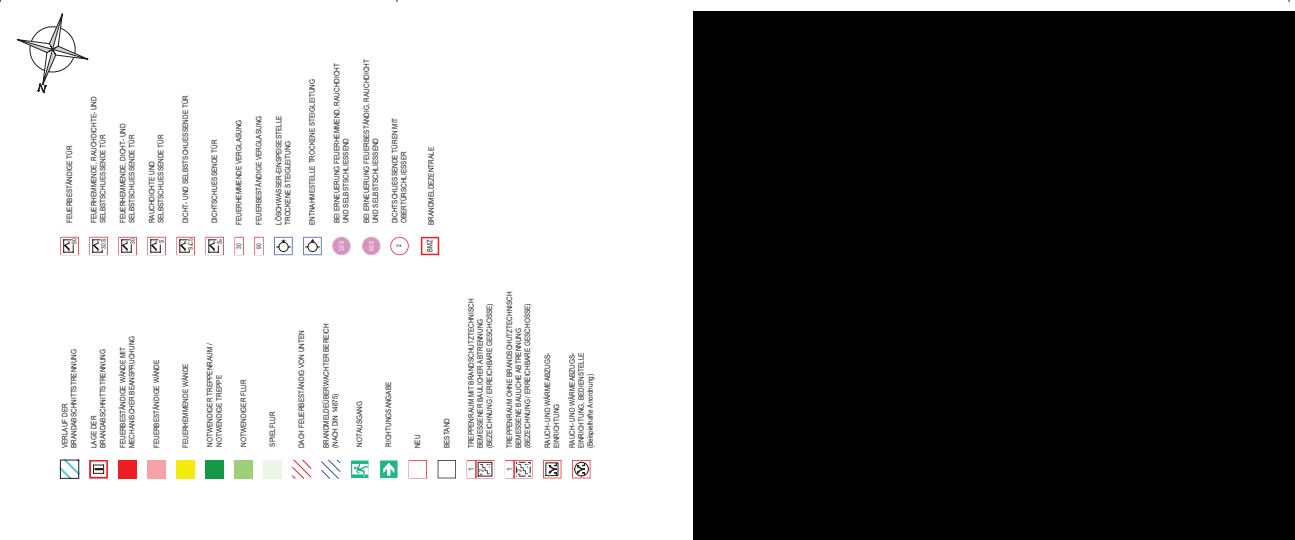 N
90
FEUERBESTÄNDIGE TÜR
30 S
FEUERHEMMENDE, RAUCHDICHTE- UND
SELBSTSCHLIESSENDE TÜR
30
FEUERHEMMENDE, DICHT- UND
SELBSTSCHLIESSENDE TÜR
S
RAUCHDICHTE UND
SELBSTSCHLIESSENDE TÜR
DICHT- UND SELBSTSCHLIESSENDE TÜR
DICHTSCHLIESSENDE TÜR
30
FEUERHEMMENDE VERGLASUNG
90
FEUERBESTÄNDIGE VERGLASUNG
LÖSCHWASSER-EINSPEISESTELLE
TROCKENE STEIGLEITUNG
ENTNAHMESTELLE TROCKENE STEIGLEITUNG
30 S
BEI ERNEUERUNG FEUERHEMMEND, RAUCHDICHT
UND SELBSTSCHLIESSEND
90 S
BEI ERNEUERUNG FEUERBESTÄNDIG, RAUCHDICHT
UND SELBSTSCHLIESSEND
2
DICHTSCHLIESSENDE TÜREN MIT
OBERTÜRSCHLIESSER
BMZ
BRANDMELDEZENTRALE
VERLAUF DER
BRANDABSCHNITTSTRENNUNG
LAGE DER
BRANDABSCHNITTSTRENNUNG
FEUERBESTÄNDIGE WÄNDE MIT
MECHANISCHER BEANSPRUCHUNG
FEUERBESTÄNDIGE WÄNDE
FEUERHEMMENDE WÄNDE
NOTWENDIGER TREPPENRAUM /
NOTWENDIGE TREPPE
NOTWENDIGER FLUR
SPIELFLUR
DACH FEUERBESTÄNDIG VON UNTEN
BRANDMELDEÜBERWACHTER BEREICH
(NACH DIN 14675)
NOTAUSGANG
RICHTUNGSANGABE
NEU
BESTAND
1
TREPPENRAUM MIT BRANDSCHUTZTECHNISCH
BEMESSENER BAULICHER ABTRENNUNG
(BEZEICHNUNG / ERREICHBARE GESCHOSSE)
1
TREPPENRAUM OHNE BRANDSCHUTZTECHNISCH
BEMESSENE BAULICHE ABTRENNUNG
(BEZEICHNUNG / ERREICHBARE GESCHOSSE)
RAUCH- UND WÄRMEABZUGS-
EINRICHTUNG
RAUCH- UND WÄRMEABZUGS-
EINRICHTUNG, BEDIENSTELLE
(Beispielhafte Anordnung)